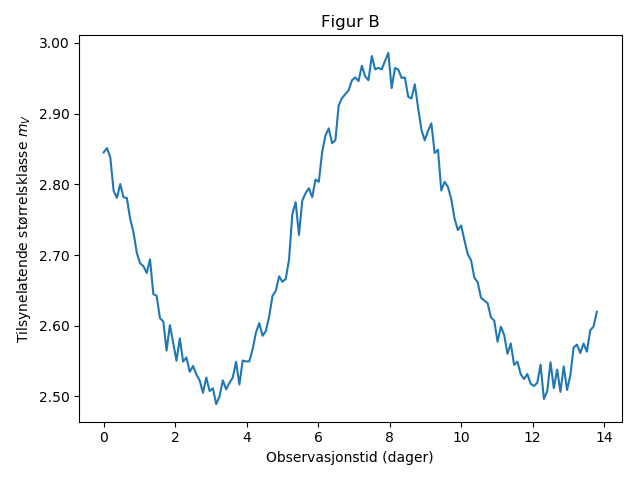 Figur B
Tilsynelatende størrelsklasse $m_V$
3.00
2.90
2.80
2.70
2.60
2.50
0 2 4 6 8 10 12 14
Observasjonstid (dager)